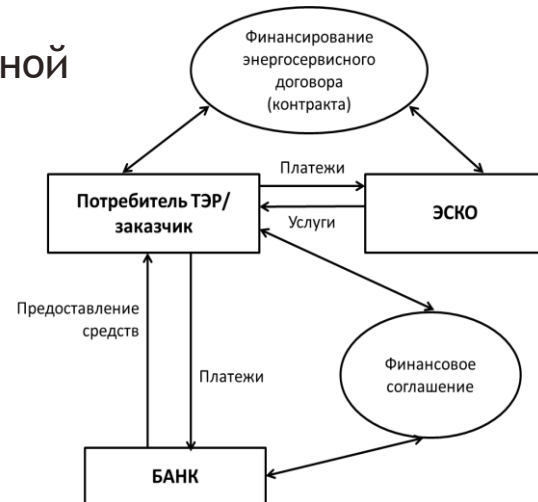 ной
Финансирование
энергосервисного
договора
(контракта)
Платежи
Потребитель ТЭР/
заказчик
ЭСКО
Услуги
Предоставление
средств
Платежи
Финансовое
соглашение
БАНК